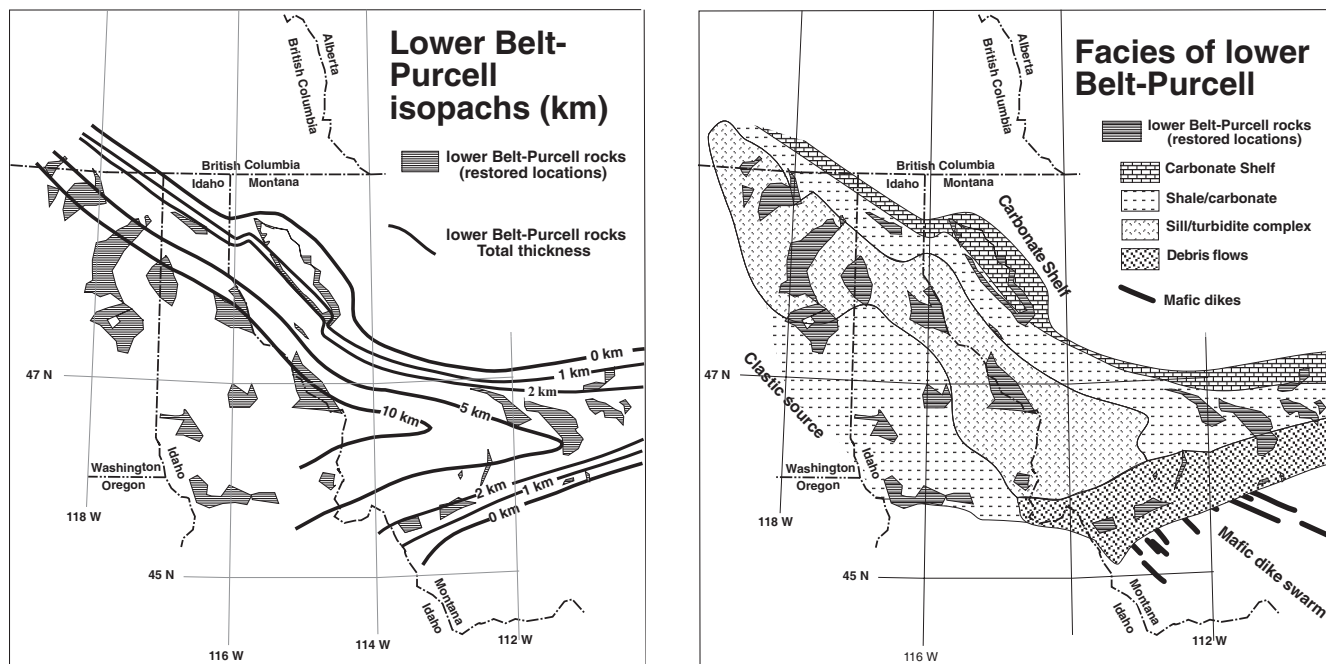 Lower Belt-
Purcell
isopachs (km)
lower Belt-Purcell rocks
(restored locations)
lower Belt-Purcell rocks
Total thickness
Alberta
British Columbia
British Columbia
Idaho
Montana
0 km
1 km
2 km
5 km
10 km
2 km
1 km
0 km
47 N
Washington
Oregon
Idaho
118 W
45 N
Montana
Idaho
116 W
114 W
112 W
Facies of lower
Belt-Purcell
lower Belt-Purcell rocks
(restored locations)
Carbonate Shelf
Shale/carbonate
Sill/turbidite complex
Debris flows
Mafic dikes
Alberta
British Columbia
British Columbia
Idaho
Montana
Carbonate Shelf
47 N
Clastic source
Washington
Oregon
Idaho
118 W
45 N
Mafic dike swarm
Montana
Idaho
116 W
112 W